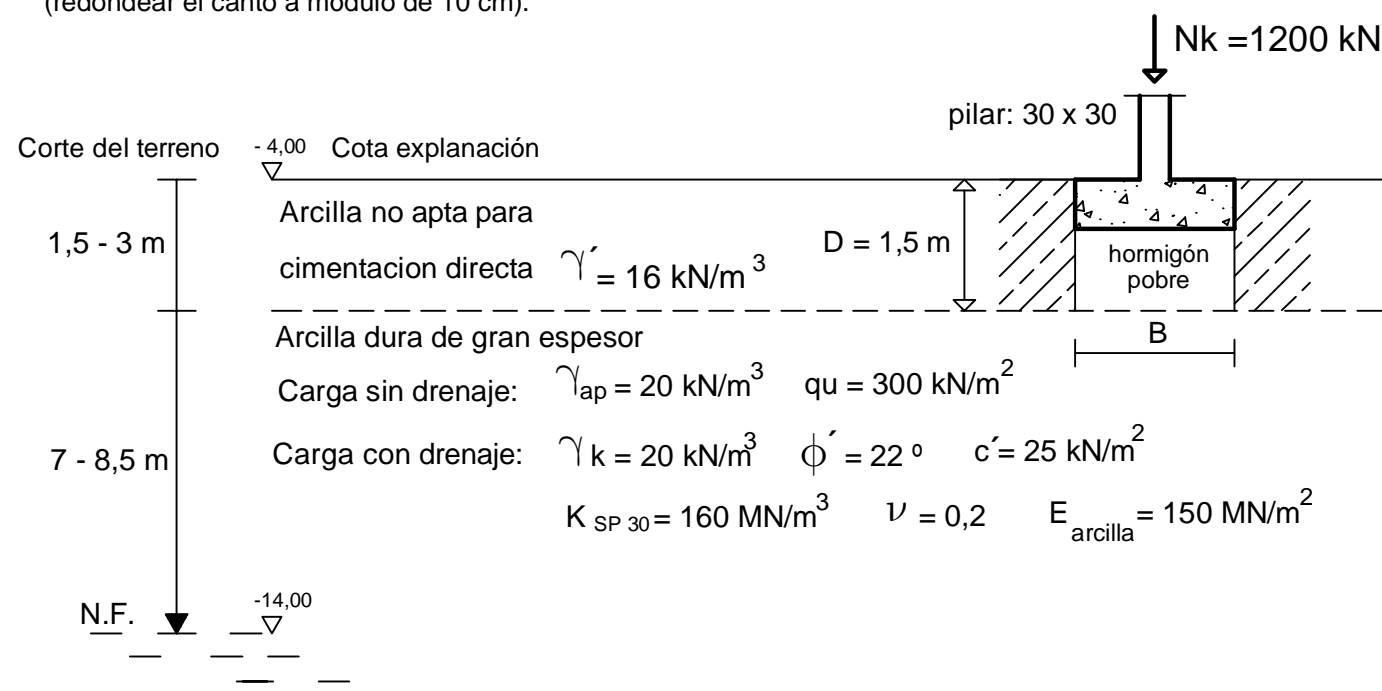 (redondear el canto a módulo de 10 cm).
Nk =1200 kN
pilar: 30 x 30
Corte del terreno
- 4,00 Cota explanación
1,5 - 3 m
Arcilla no apta para
cimentacion directa γ´= 16 kN/m³
D = 1,5 m
hormigón
pobre
B
Arcilla dura de gran espesor
Carga sin drenaje: γap = 20 kN/m³ qu = 300 kN/m²
7 - 8,5 m
Carga con drenaje: γ k = 20 kN/m³ ϕ´ = 22 º c´= 25 kN/m²
K SP 30 = 160 MN/m³ ν = 0,2 E arcilla = 150 MN/m²
N.F.
-14,00